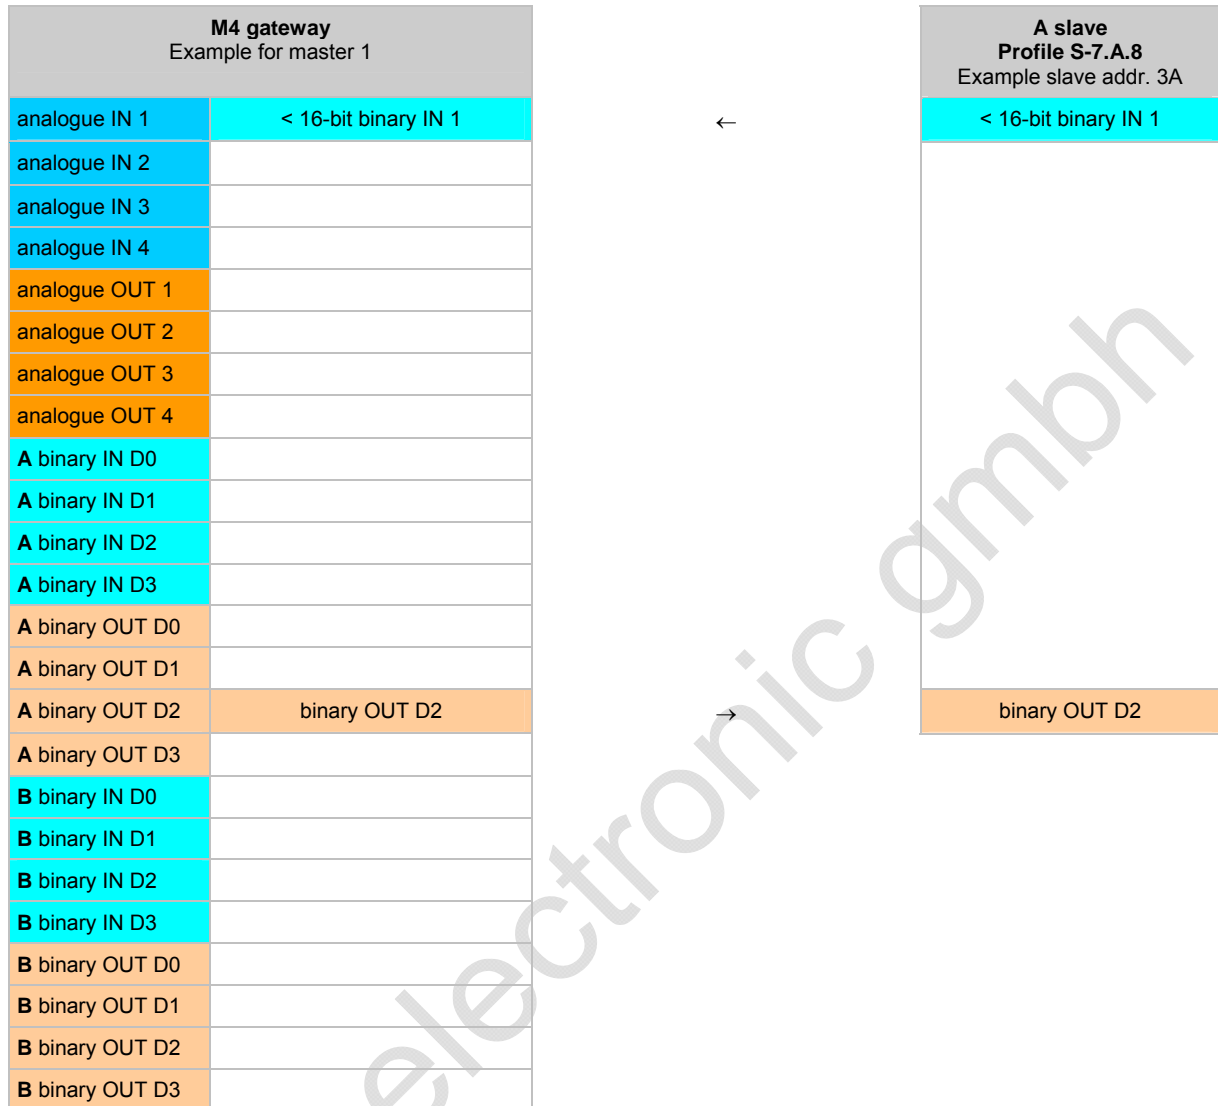 M4 gateway
Example for master 1
A slave
Profile S-7.A.8
Example slave addr. 3A
analogue IN 1 < 16-bit binary IN 1 ← < 16-bit binary IN 1
analogue IN 2
analogue IN 3
analogue IN 4
analogue OUT 1
analogue OUT 2
analogue OUT 3
analogue OUT 4
A binary IN D0
A binary IN D1
A binary IN D2
A binary IN D3
A binary OUT D0
A binary OUT D1
A binary OUT D2 binary OUT D2 → binary OUT D2
A binary OUT D3
B binary IN D0
B binary IN D1
B binary IN D2
B binary IN D3
B binary OUT D0
B binary OUT D1
B binary OUT D2
B binary OUT D3
electronic gmbh